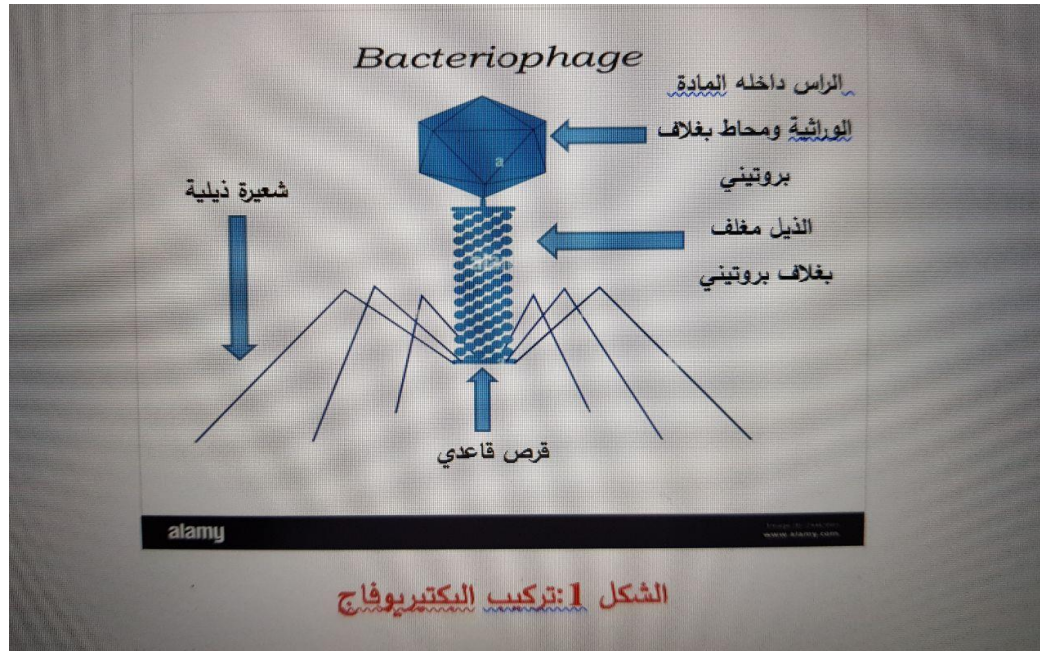 Bacteriophage
الراس داخله المادة
الوراثية ومحاط بغلاف
بروتيني
شعيرة ذيلية
الذيل مغلف
بغلاف بروتيني
قرص قاعدي
a
alamy
www.alamy.com
الشكل 1:تركيب البكتيريوفاج